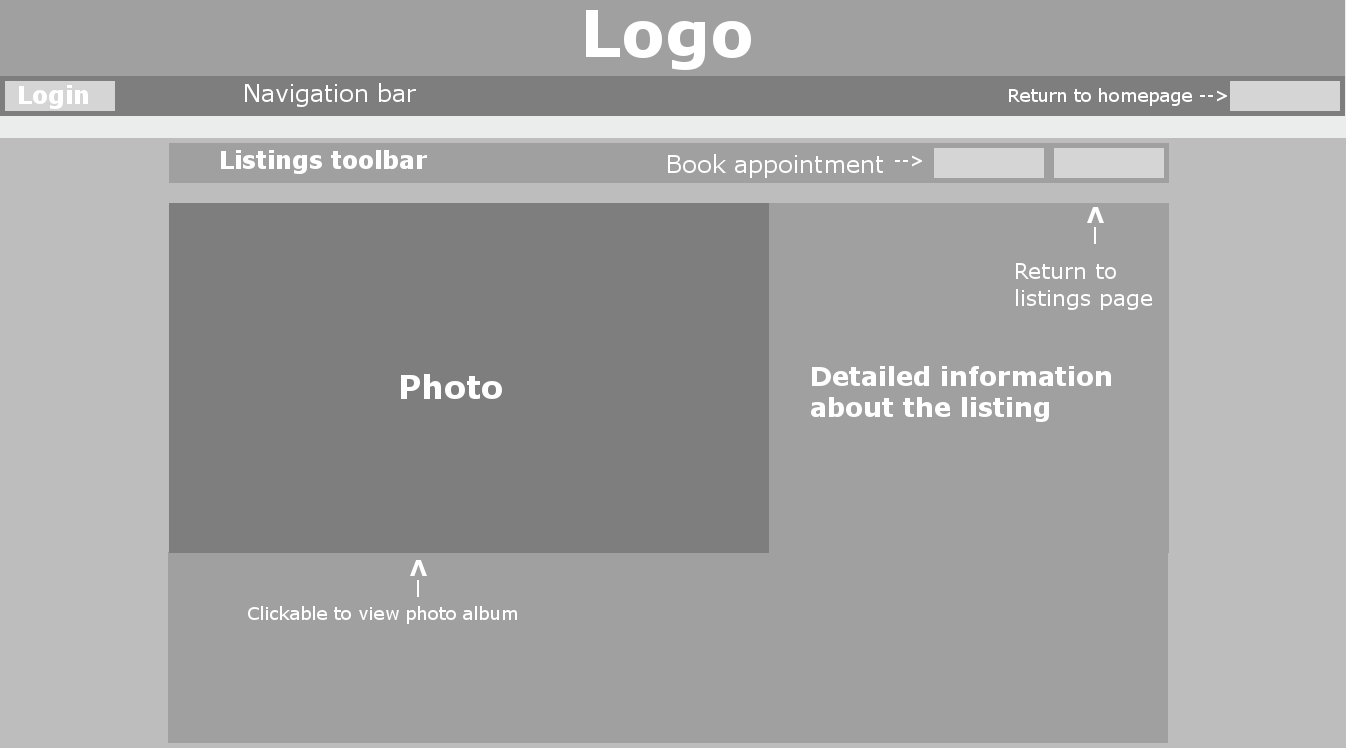 Logo
Login
Navigation bar
Return to homepage -->
Listings toolbar
Book appointment -->
^
|
Return to
listings page
Photo
Detailed information
about the listing
^
|
Clickable to view photo album